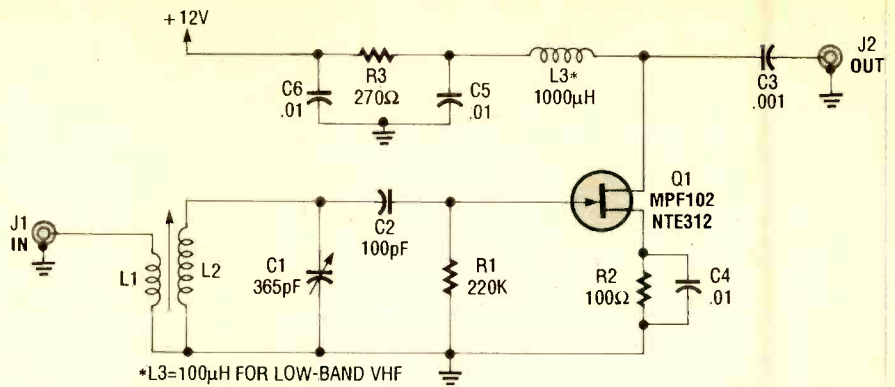 +12V
J2
OUT
C3
.001
R3
270Ω
L3*
1000µH
C6
.01
C5
.01
Q1
MPF102
NTE312
J1
IN
C2
100pF
L1
L2
C1
365pF
R1
220K
R2
100Ω
C4
.01
*L3=100µH FOR LOW-BAND VHF